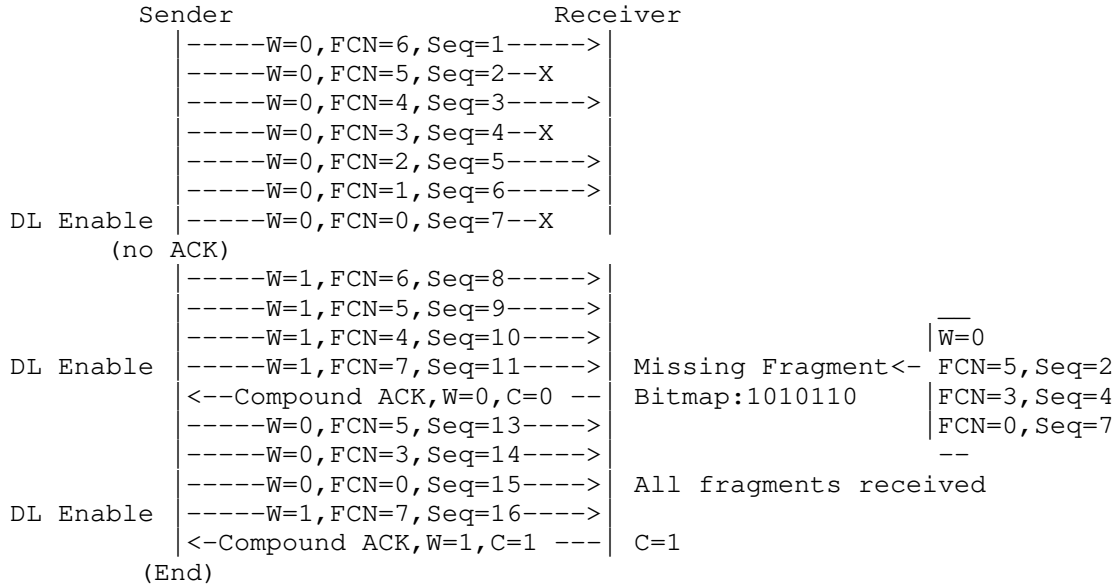 Sender                     Receiver
          |-----W=0,FCN=6,Seq=1----->|
          |-----W=0,FCN=5,Seq=2--X
          |-----W=0,FCN=4,Seq=3----->|
          |-----W=0,FCN=3,Seq=4--X
          |-----W=0,FCN=2,Seq=5----->|
          |-----W=0,FCN=1,Seq=6----->|
DL Enable |-----W=0,FCN=0,Seq=7--X   |
      (no ACK)
          |-----W=1,FCN=6,Seq=8----->|
          |-----W=1,FCN=5,Seq=9----->|                   __
          |-----W=1,FCN=4,Seq=10---->|                  |W=0
DL Enable |-----W=1,FCN=7,Seq=11---->| Missing Fragment<- FCN=5,Seq=2
          |<--Compound ACK,W=0,C=0 --| Bitmap:1010110   |FCN=3,Seq=4
          |-----W=0,FCN=5,Seq=13---->|                  |FCN=0,Seq=7
          |-----W=0,FCN=3,Seq=14---->|                   --
          |-----W=0,FCN=0,Seq=15---->| All fragments received
DL Enable |-----W=1,FCN=7,Seq=16---->|
          |<-Compound ACK,W=1,C=1 ---| C=1
        (End)